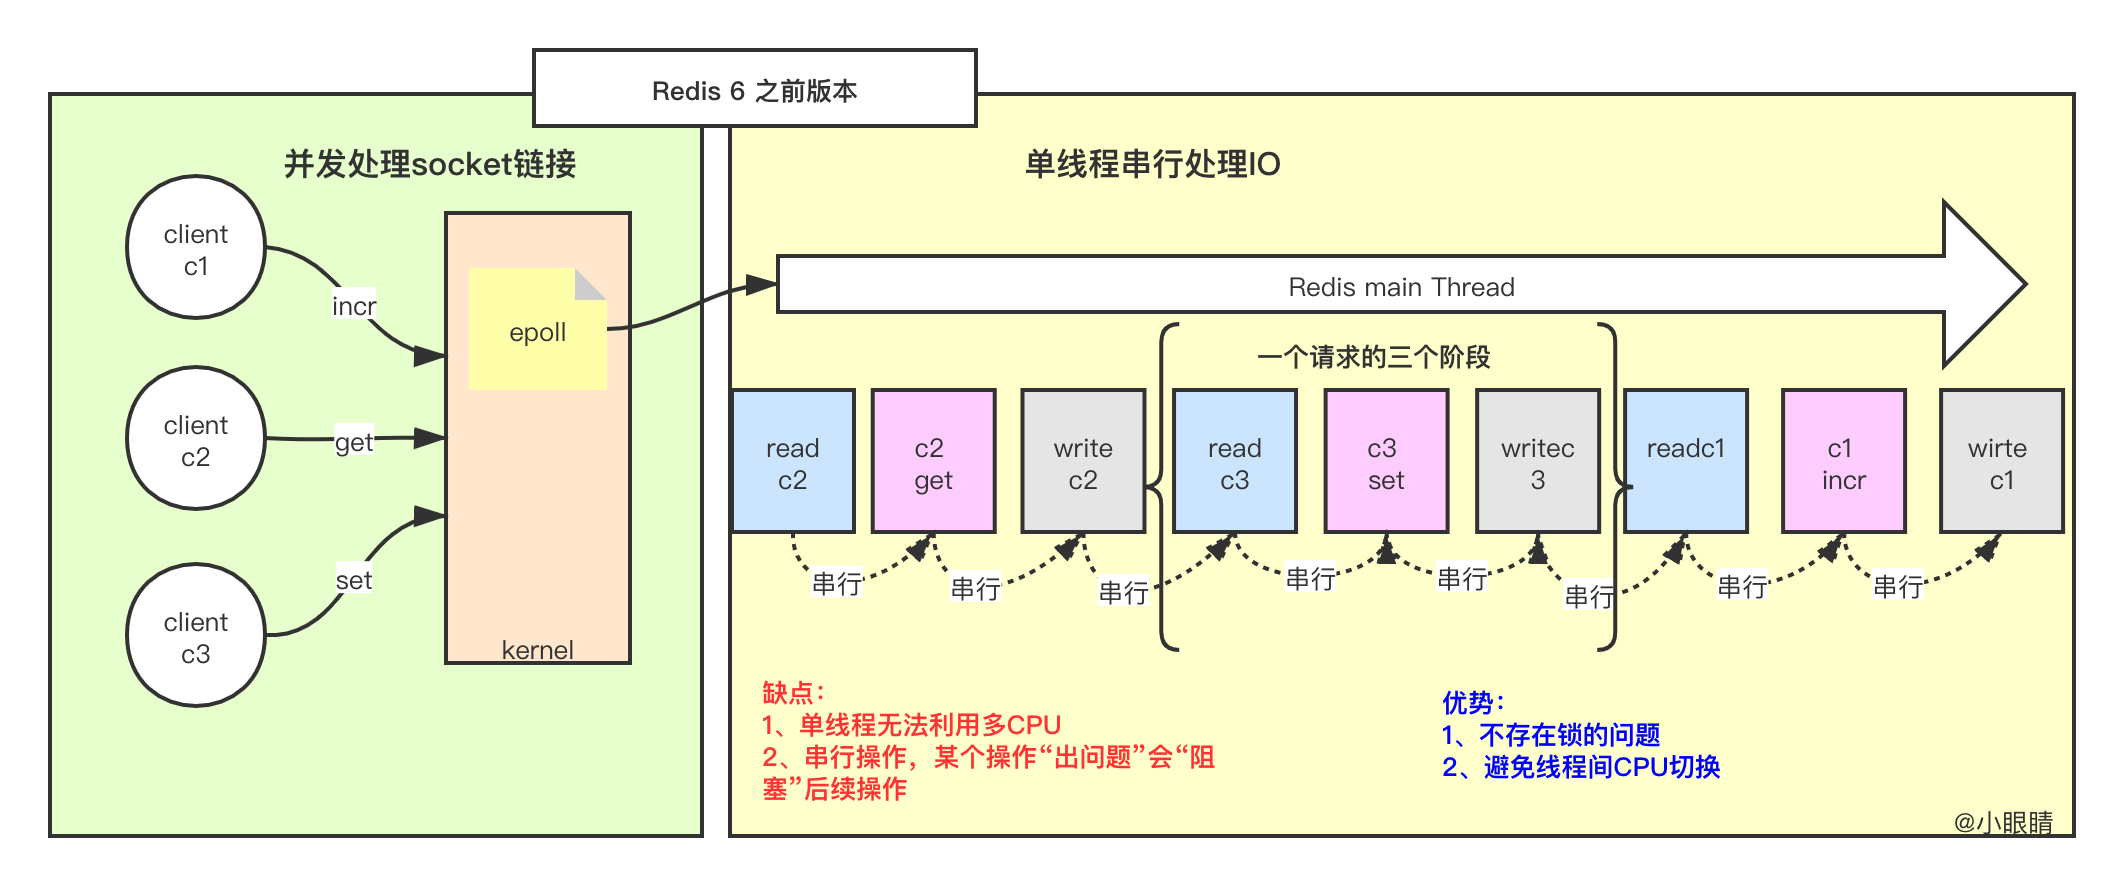 Redis 6 之前版本
并发处理socket链接
client
c1
incr
client
c2
get
client
c3
set
epoll
kernel
单线程串行处理IO
Redis main Thread
一个请求的三个阶段
read
c2
c2
get
write
c2
read
c3
c3
set
writec
3
readc1
c1
incr
wirte
c1
串行
串行
串行
串行
串行
串行
串行
串行
缺点：
1、单线程无法利用多CPU
2、串行操作，某个操作“出问题”会“阻
塞”后续操作
优势：
1、不存在锁的问题
2、避免线程间CPU切换
@小眼睛